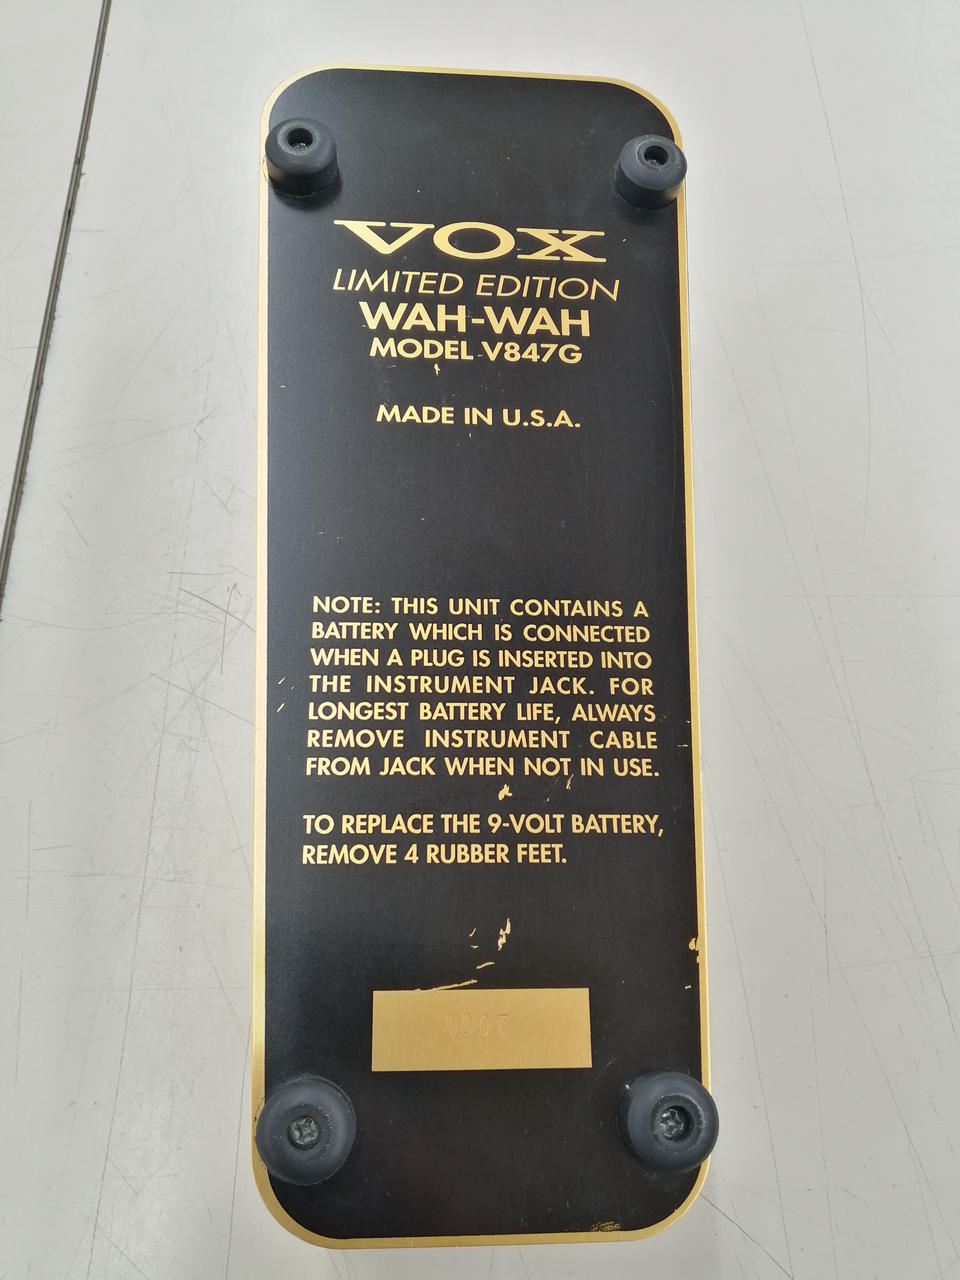 VOX
LIMITED EDITION
WAH-WAH
MODEL V847G
MADE IN U.S.A.
NOTE: THIS UNIT CONTAINS A
BATTERY WHICH IS CONNECTED
WHEN A PLUG IS INSERTED INTO
THE INSTRUMENT JACK. FOR
LONGEST BATTERY LIFE, ALWAYS
REMOVE INSTRUMENT CABLE
FROM JACK WHEN NOT IN USE.
TO REPLACE THE 9-VOLT BATTERY,
REMOVE 4 RUBBER FEET.
0007